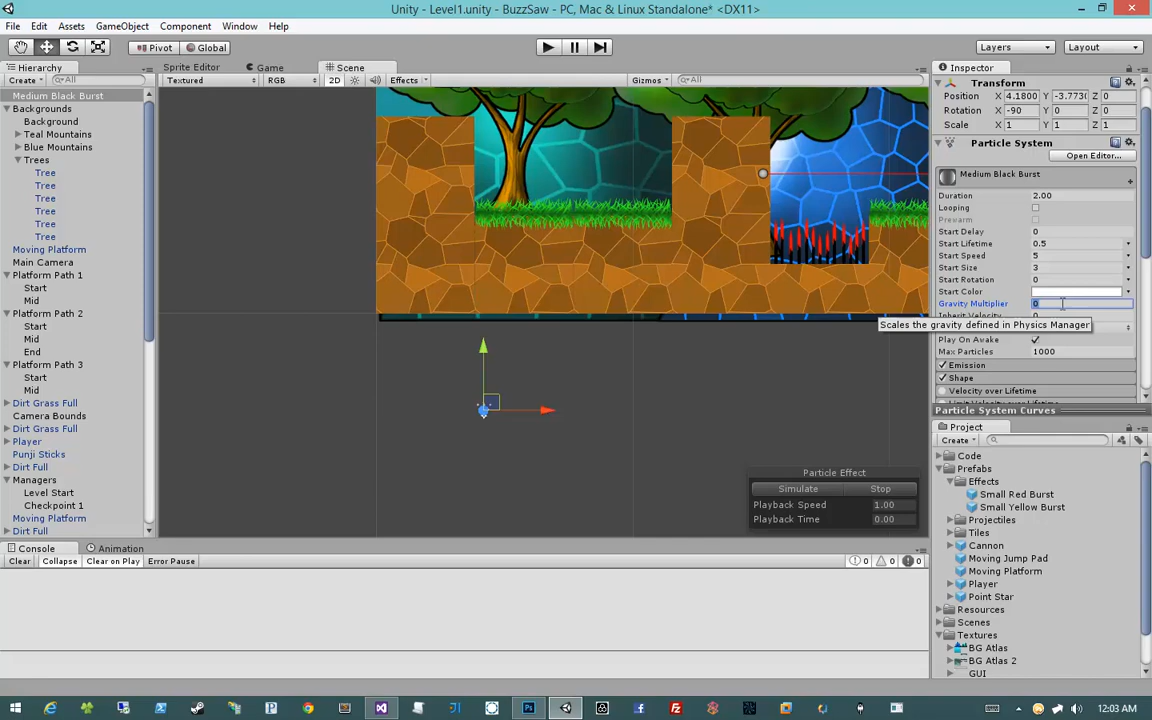 Unity - Level1.unity - BuzzSaw - PC, Mac & Linux Standalone* <DX11>
File Edit Assets GameObject Component Window Help
Pivot Global Layers Layout
Hierarchy
Create All
Medium Black Burst
Backgrounds
Background
Teal Mountains
Blue Mountains
Trees
Tree
Tree
Tree
Tree
Tree
Tree
Moving Platform
Main Camera
Platform Path 1
Start
Mid
Platform Path 2
Start
Mid
End
Platform Path 3
Start
Mid
Dirt Grass Full
Camera Bounds
Dirt Grass Full
Player
Punji Sticks
Dirt Full
Managers
Level Start
Checkpoint 1
Moving Platform
Dirt Full
Sprite Editor Game Scene
Textured RGB 2D Effects Gizmos All
Particle Effect
Simulate Stop
Playback Speed 1.00
Playback Time 0.00
Inspector
Transform
Position X 4.1800 Y -3.773( Z 0
Rotation X -90 Y 0 Z 0
Scale X 1 Y 1 Z 1
Particle System
Open Editor...
Medium Black Burst
Duration 2.00
Looping
Prewarm
Start Delay 0
Start Lifetime 0.5
Start Speed 5
Start Size 3
Start Rotation 0
Start Color
Gravity Multiplier 0
Inherit Velocity 0
Scales the gravity defined in Physics Manager
Play On Awake
Max Particles 1000
Emission
Shape
Velocity over Lifetime
Limit Velocity over Lifetime
Particle System Curves
Project
Create
Code
Prefabs
Effects
Small Red Burst
Small Yellow Burst
Projectiles
Tiles
Cannon
Moving Jump Pad
Moving Platform
Player
Point Star
Resources
Scenes
Textures
BG Atlas
BG Atlas 2
GUI
Console Animation
Clear Collapse Clear on Play Error Pause 0 0 0
12:03 AM